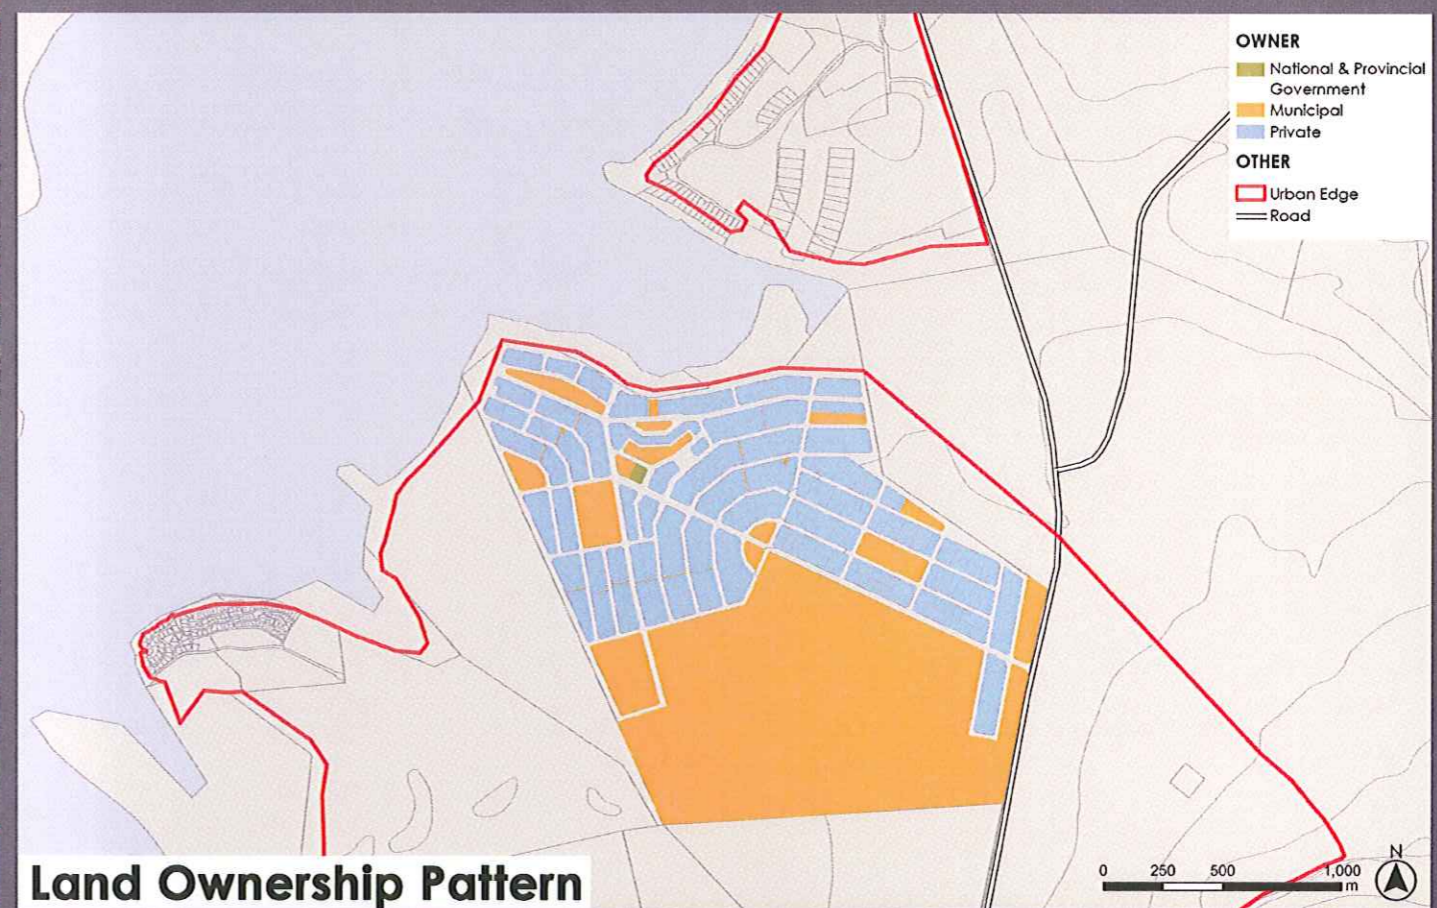 OWNER
National & Provincial
Government
Municipal
Private
OTHER
Urban Edge
Road
N
0 250 500 1,000
m
Land Ownership Pattern